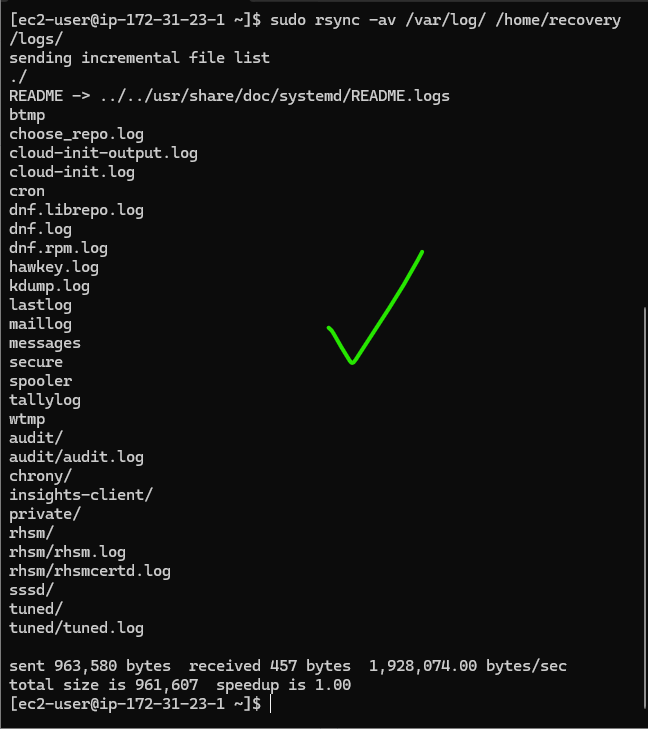 [ec2-user@ip-172-31-23-1 ~]$ sudo rsync -av /var/log/ /home/recovery
/logs/
sending incremental file list
./
README -> ../../usr/share/doc/systemd/README.logs
btmp
choose_repo.log
cloud-init-output.log
cloud-init.log
cron
dnf.librepo.log
dnf.log
dnf.rpm.log
hawkey.log
kdump.log
lastlog
maillog
messages
secure
spooler
tallylog
wtmp
audit/
audit/audit.log
chrony/
insights-client/
private/
rhsm/
rhsm/rhsm.log
rhsm/rhsmcertd.log
sssd/
tuned/
tuned/tuned.log
sent 963,580 bytes  received 457 bytes  1,928,074.00 bytes/sec
total size is 961,607  speedup is 1.00
[ec2-user@ip-172-31-23-1 ~]$